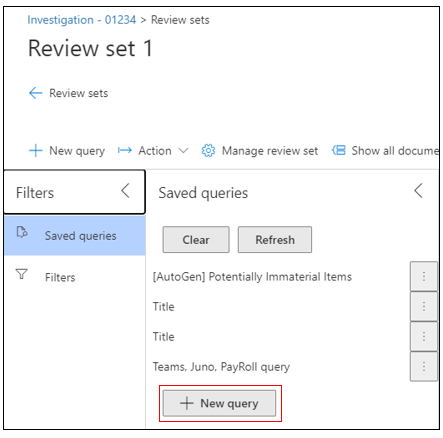 Investigation - 01234 > Review sets
Review set 1
Review sets
New query Action Manage review set Show all docume
Filters
Saved queries
Filters
Saved queries
Clear Refresh
[AutoGen] Potentially Immaterial Items
Title
Title
Teams, Juno, PayRoll query
New query